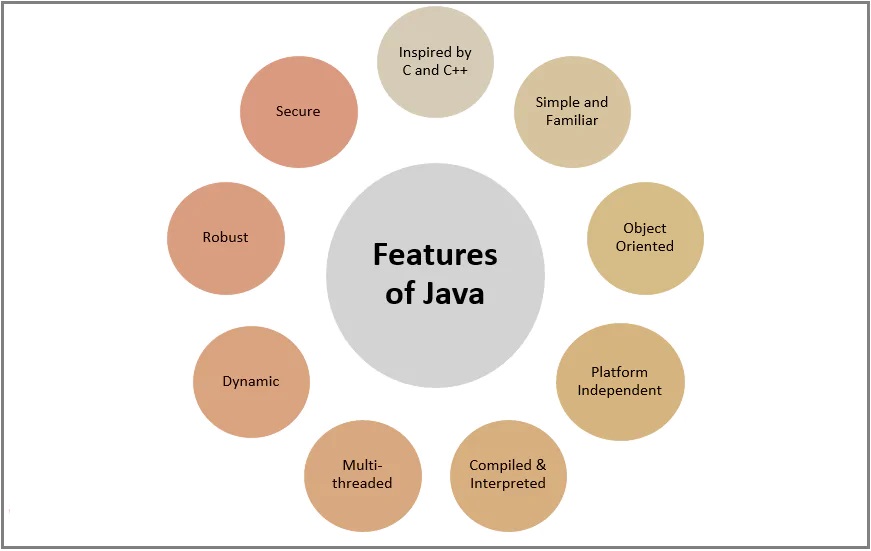 Inspired by
C and C++
Simple and
Familiar
Object
Oriented
Platform
Independent
Compiled &
Interpreted
Multi-
threaded
Dynamic
Robust
Secure
Features
of Java